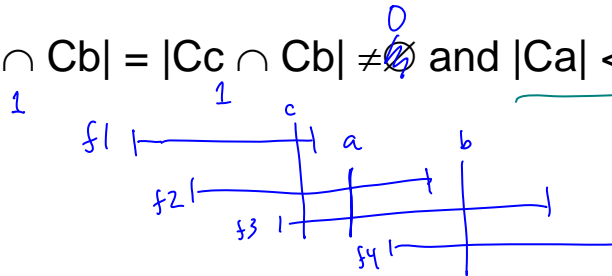 0
∩ Cb| = |Cc ∩ Cb| ≠∅ and |Ca| <
1 1
c
f1 a b
f2
f3
f4